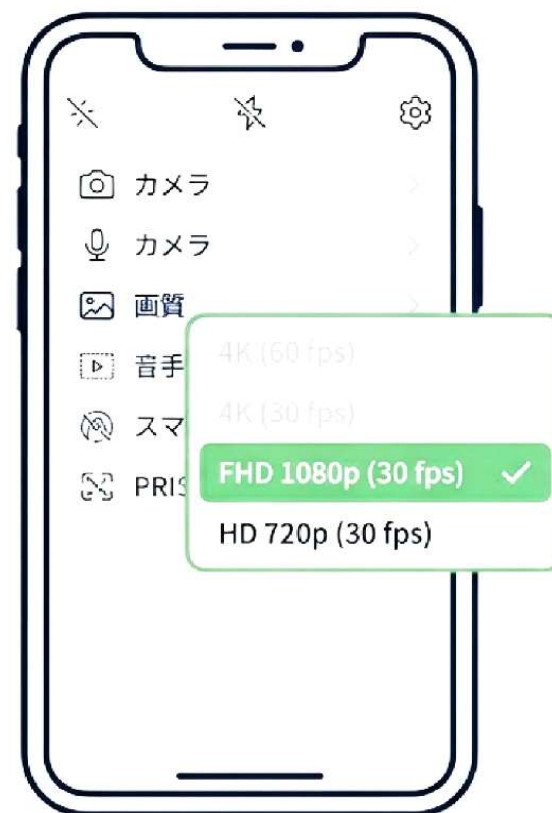 カメラ
カメラ
画質
音手
スマ
PRIS
4K (60 fps)
4K (30 fps)
FHD 1080p (30 fps)
HD 720p (30 fps)